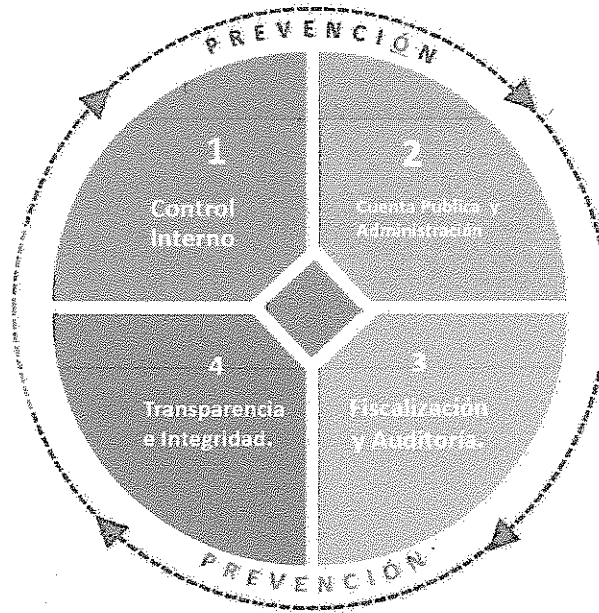 PREVENCIÓN
1
Control
Interno
2
Cuenta Pública y
Administración
4
Transparencia
e Integridad.
3
Fiscalización
y Auditoría.
PREVENCIÓN